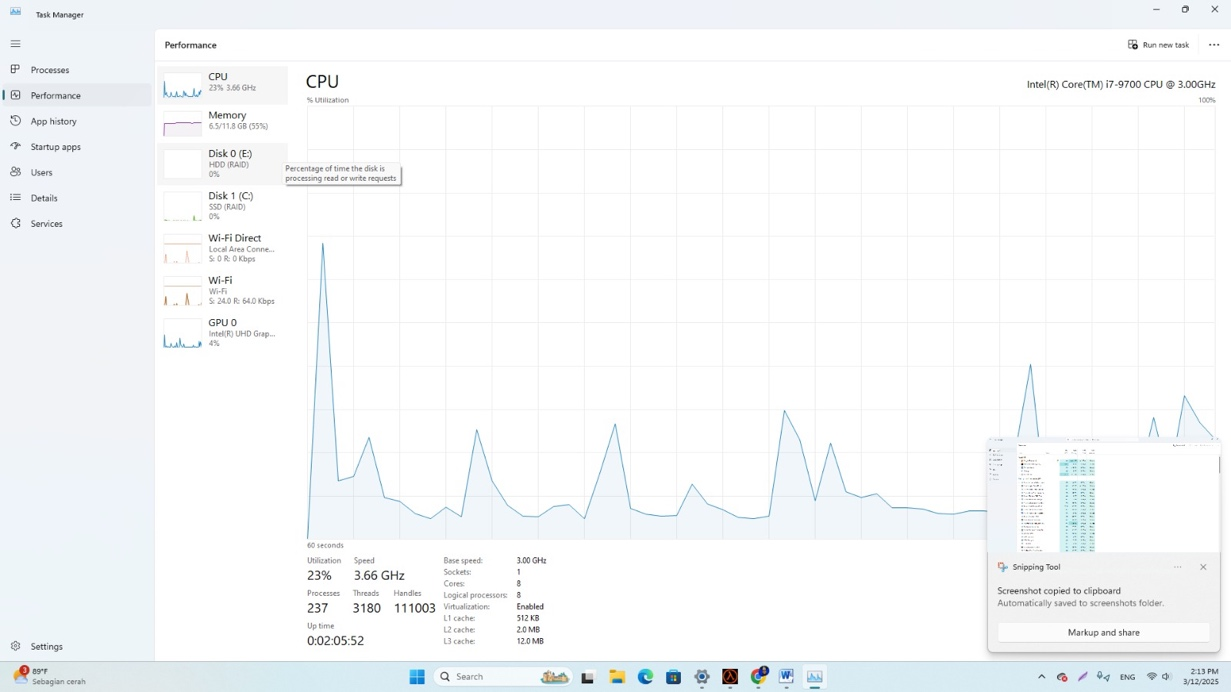 Task Manager
Performance
Run new task
Processes
Performance
App history
Startup apps
Users
Details
Services
Settings
CPU
23% 3.66 GHz
Memory
6.5/11.8 GB (55%)
Disk 0 (E:)
HDD (RAID)
0%
Disk 1 (C:)
SSD (RAID)
0%
Wi-Fi Direct
Local Area Conne...
S: 0 R: 0 Kbps
Wi-Fi
Wi-Fi
S: 24.0 R: 64.0 Kbps
GPU 0
Intel(R) UHD Grap...
4%
Percentage of time the disk is
processing read or write requests
CPU
Intel(R) Core(TM) i7-9700 CPU @ 3.00GHz
% Utilization
100%
60 seconds
Utilization
Speed
23%
3.66 GHz
Processes
Threads
Handles
237
3180
111003
Up time
0:02:05:52
Base speed: 3.00 GHz
Sockets: 1
Cores: 8
Logical processors: 8
Virtualization: Enabled
L1 cache: 512 KB
L2 cache: 2.0 MB
L3 cache: 12.0 MB
Snipping Tool
Screenshot copied to clipboard
Automatically saved to screenshots folder.
Markup and share
3
89°F
Sebagian cerah
Search
ENG
2:13 PM
3/12/2025